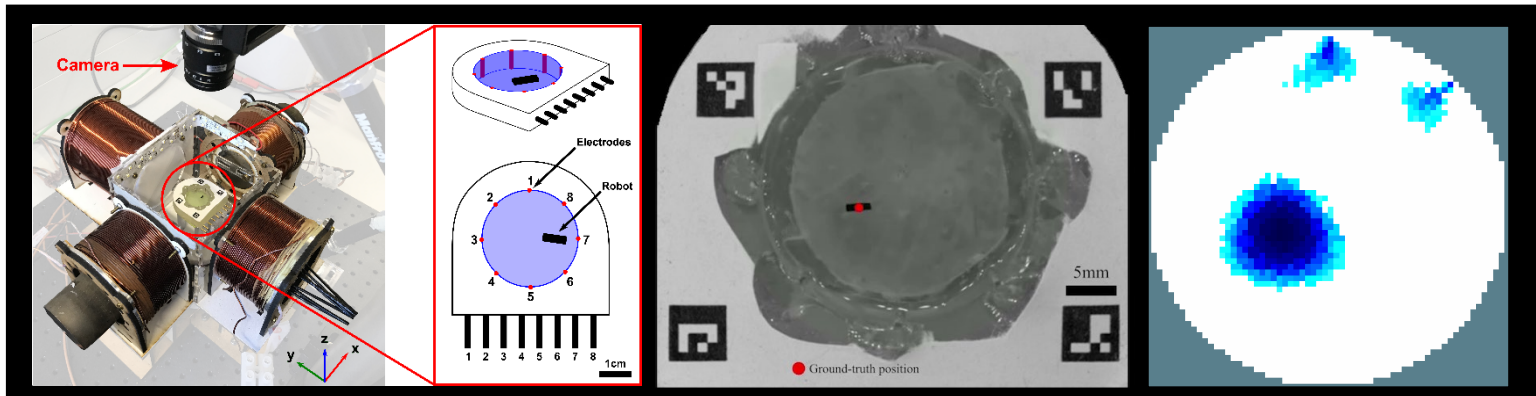 Camera
z
x
y
Electrodes
Robot
1
2
8
3
7
4
6
5
1 2 3 4 5 6 7 8
1cm
5mm
Ground-truth position